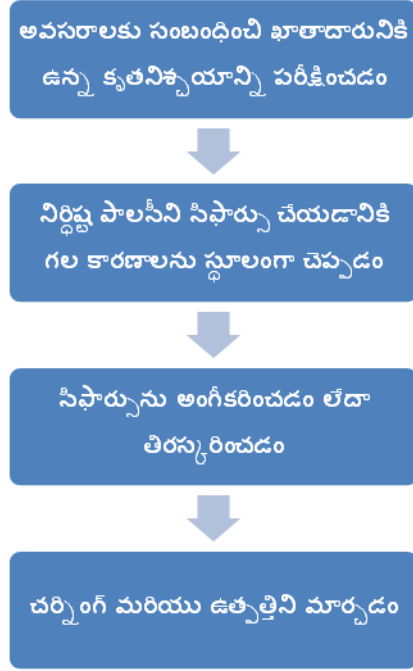 అవసరాలకు సంబంధించి ఖాతాదారునికి
ఉన్న కృతనిశ్చయాన్ని పరీక్షించడం
నిర్ధిష్ట పాలసీని సిఫార్సు చేయడానికి
గల కారణాలను స్థూలంగా చెప్పడం
సిఫార్సును అంగీకరించడం లేదా
తిరస్కరించడం
చర్నింగ్ మరియు ఉత్పత్తిని మార్చడం